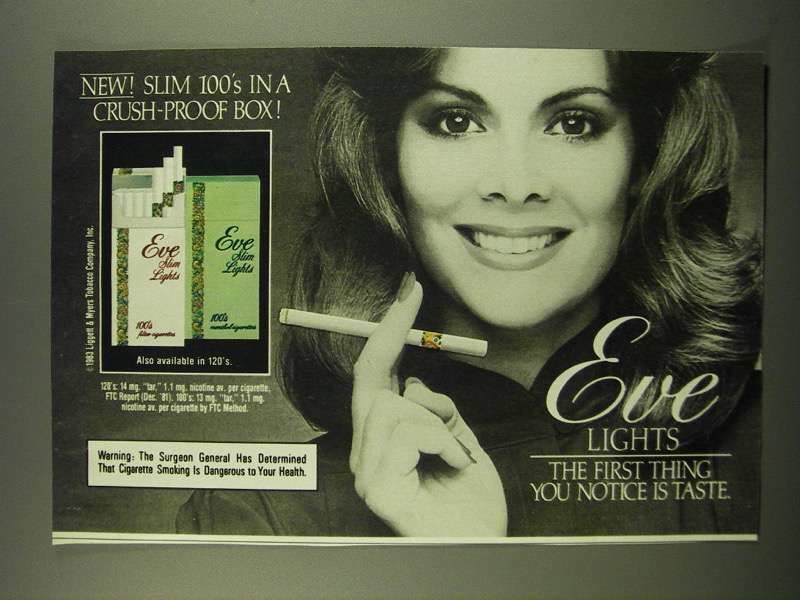 NEW! SLIM 100's IN A
CRUSH-PROOF BOX!
Eve
Slim
Lights
100's
filter cigarettes
Eve
Slim
Lights
100's
menthol cigarettes
Also available in 120's.
© 1983 Liggett & Myers Tobacco Company, Inc.
120's: 14 mg. "tar," 1.1 mg. nicotine av. per cigarette,
FTC Report (Dec. '81). 100's: 13 mg. "tar," 1.1 mg.
nicotine av. per cigarette by FTC Method.
Warning: The Surgeon General Has Determined
That Cigarette Smoking Is Dangerous to Your Health.
Eve
LIGHTS
THE FIRST THING
YOU NOTICE IS TASTE.